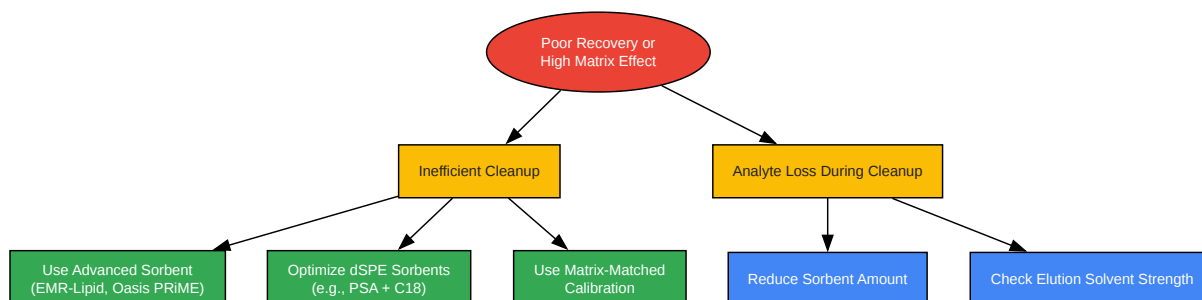 Poor Recovery or
High Matrix Effect
Inefficient Cleanup
Analyte Loss During Cleanup
Use Advanced Sorbent
(EMR-Lipid, Oasis PRiME)
Optimize dSPE Sorbents
(e.g., PSA + C18)
Use Matrix-Matched
Calibration
Reduce Sorbent Amount
Check Elution Solvent Strength